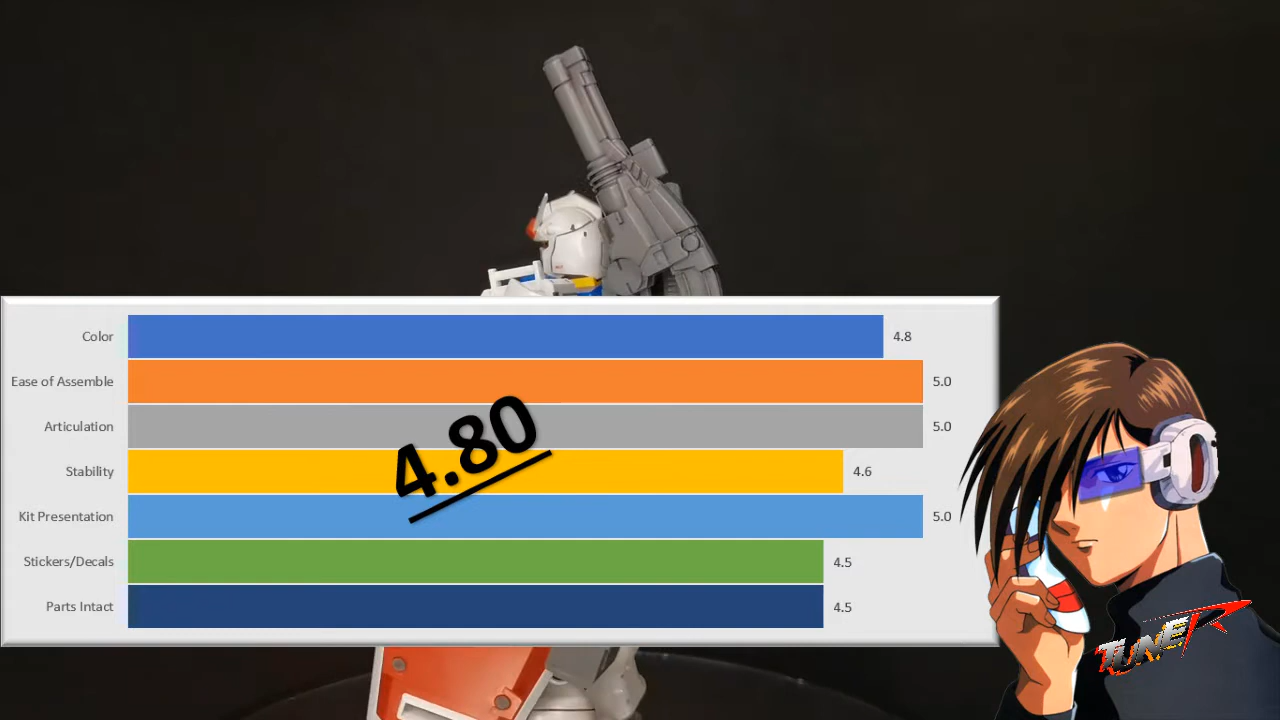 Color 4.8
Ease of Assemble 5.0
Articulation 5.0
4.80
Stability 4.6
Kit Presentation 5.0
Stickers/Decals 4.5
Parts Intact 4.5
TUNER